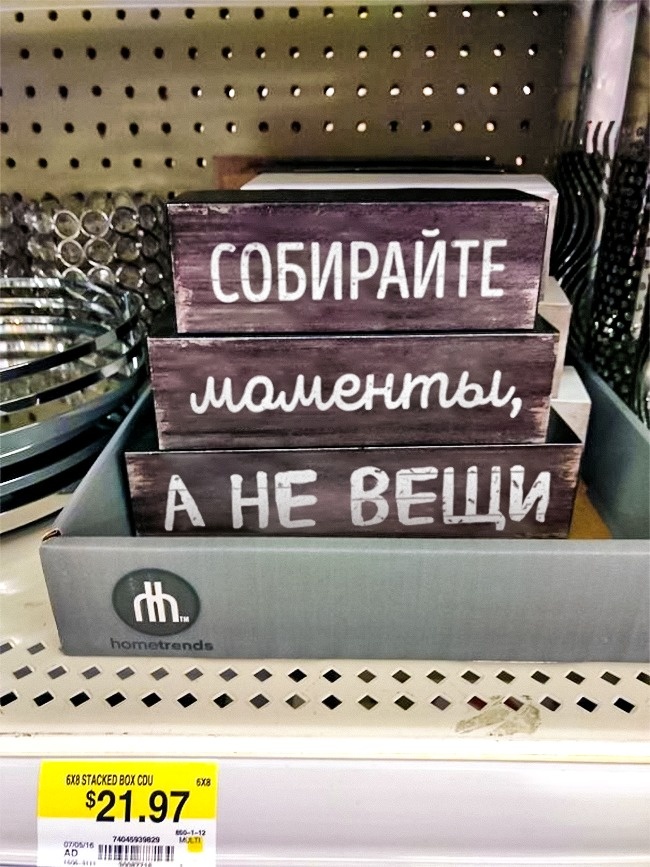 СОБИРАЙТЕ
моменты,
А НЕ ВЕЩИ
hometrends
6X8 STACKED BOX CDU 6X8
$21.97
74045939829
07/05/16
AD
MULTI